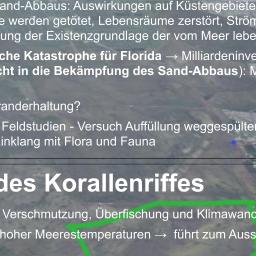 and-Abbaus: Auswirkungen auf Küstengebiete
werden getötet, Lebensräume zerstört, Ström
ung der Existenzgrundlage der vom Meer lebe
che Katastrophe für Florida → Milliardeninve
cht in die Bekämpfung des Sand-Abbaus): M
randerhaltung?
Feldstudien - Versuch Auffüllung weggespülter
inklang mit Flora und Fauna
des Korallenriffes
Verschmutzung, Überfischung und Klimawand
hoher Meerestemperaturen → führt zum Auss